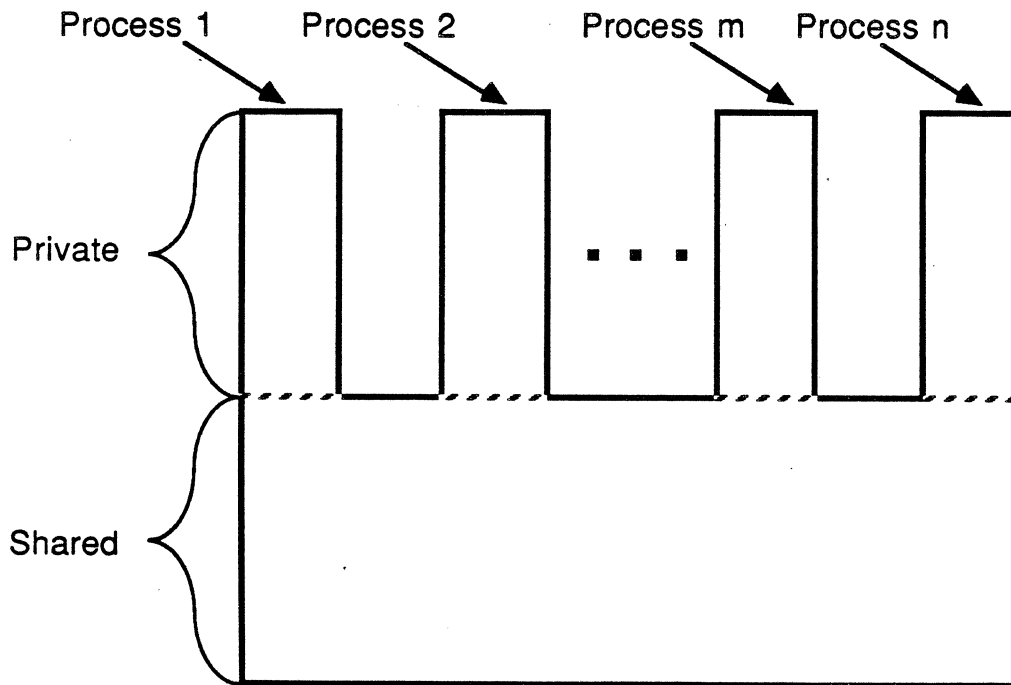 Process 1
Process 2
Process m
Process n
Private
. . .
Shared